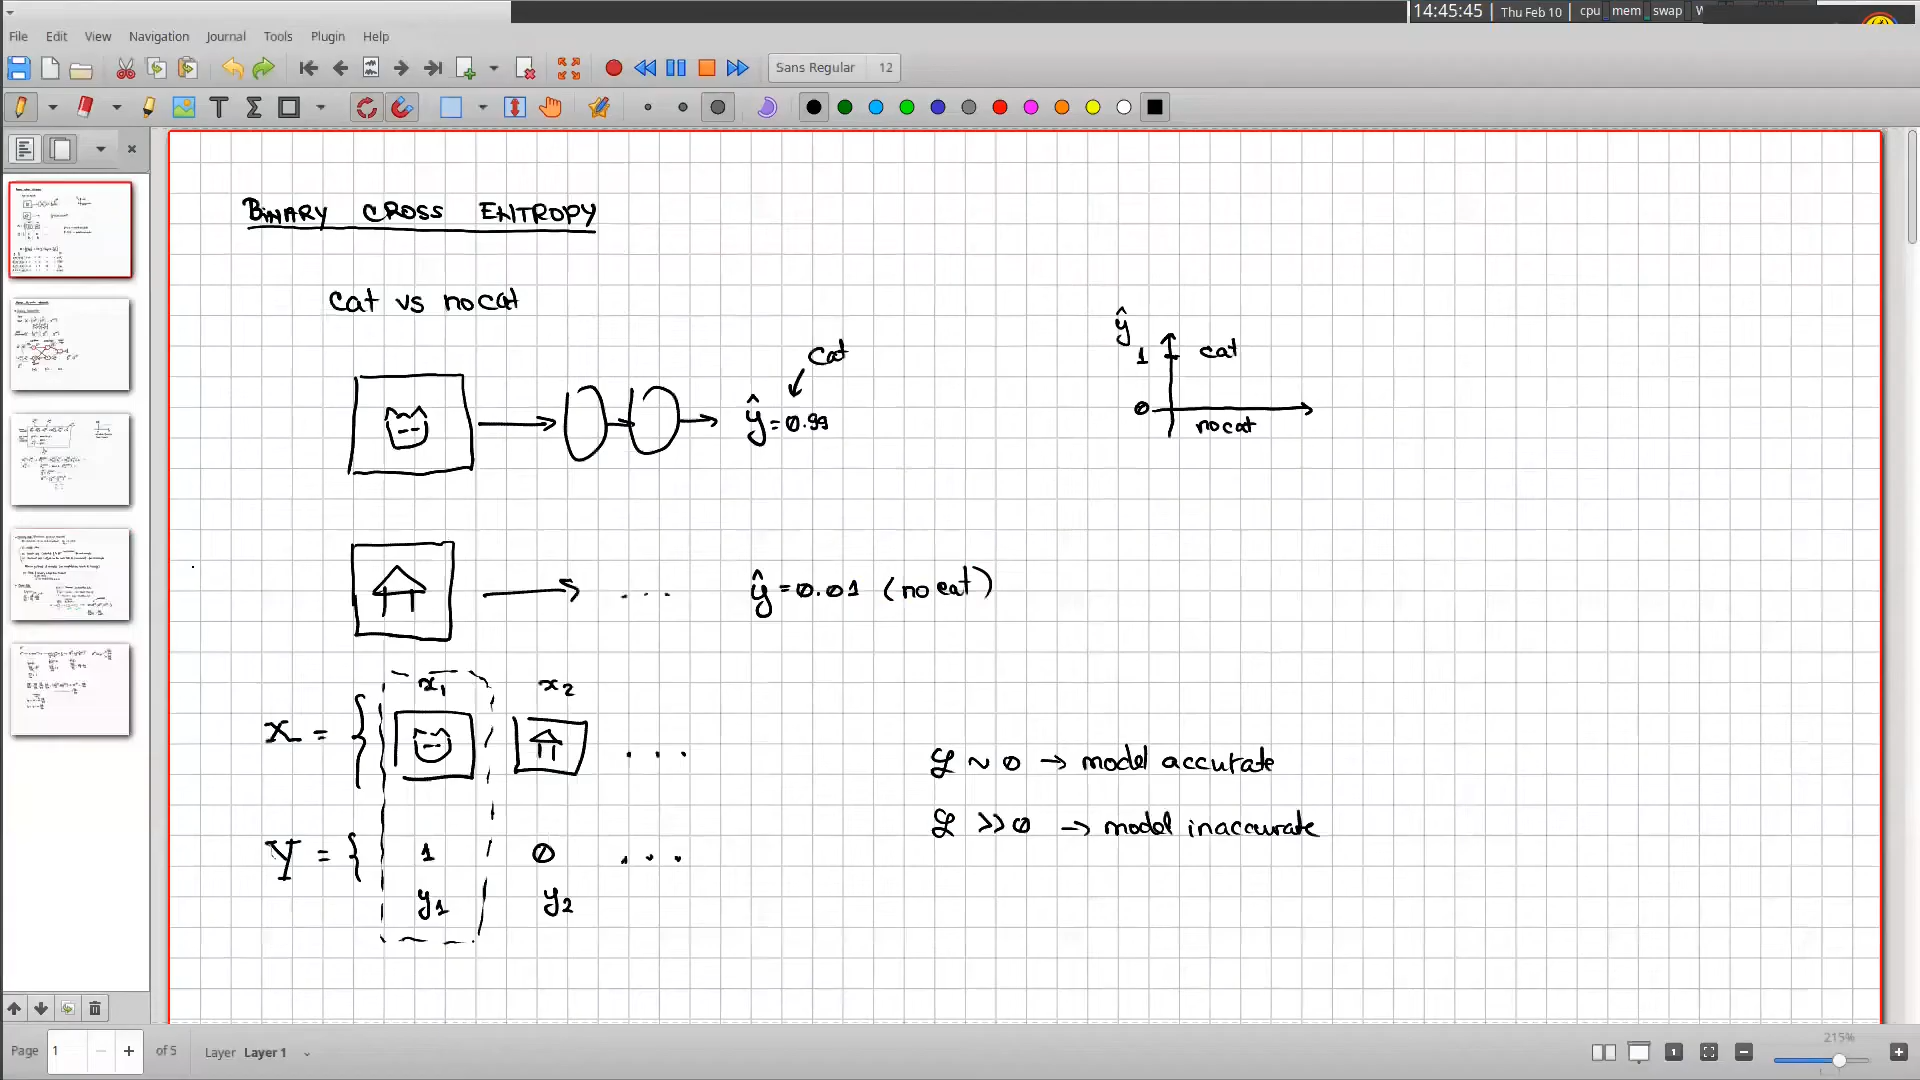 14:45:45 Thu Feb 10 cpu mem swap
File Edit View Navigation Journal Tools Plugin Help
Sans Regular 12
BINARY CROSS ENTROPY
cat vs no cat
cat
ŷ = 0.99
ŷ
1 cat
0
no cat
... ŷ = 0.01 (no cat)
x₁ x₂
X = { ...
Y = { 1 0 ...
y₁ y₂
ℒ ~ 0 → model accurate
ℒ >> 0 → model inaccurate
Page 1 of 5 Layer Layer 1
215%
1